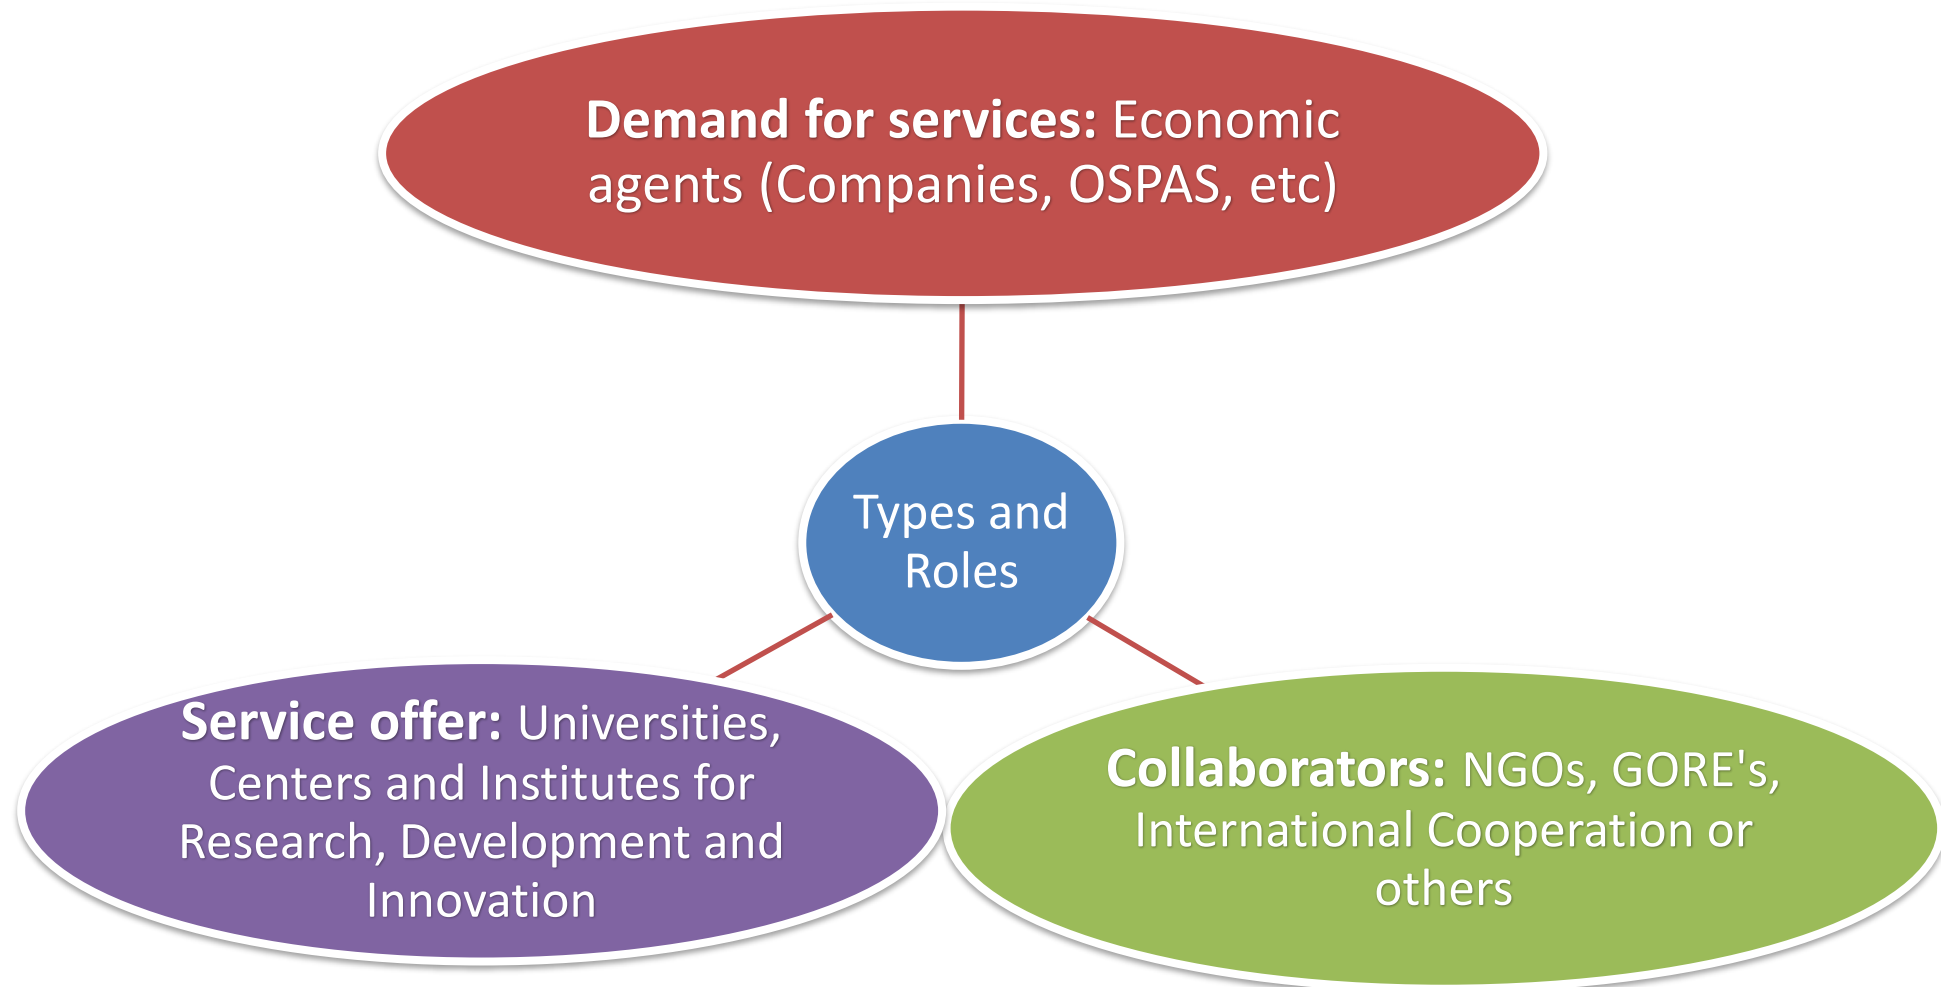 Demand for services: Economic
agents (Companies, OSPAS, etc)
Types and
Roles
Service offer: Universities,
Centers and Institutes for
Research, Development and
Innovation
Collaborators: NGOs, GORE's,
International Cooperation or
others